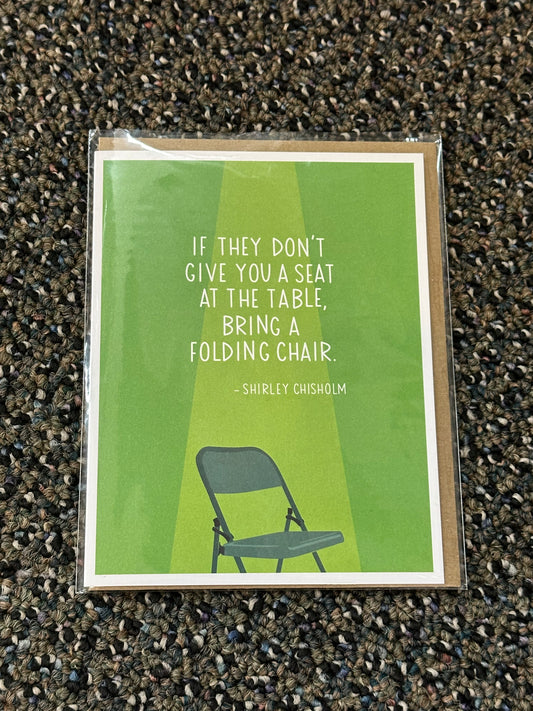 IF THEY DON'T
GIVE YOU A SEAT
AT THE TABLE,
BRING A
FOLDING CHAIR.
- SHIRLEY CHISHOLM